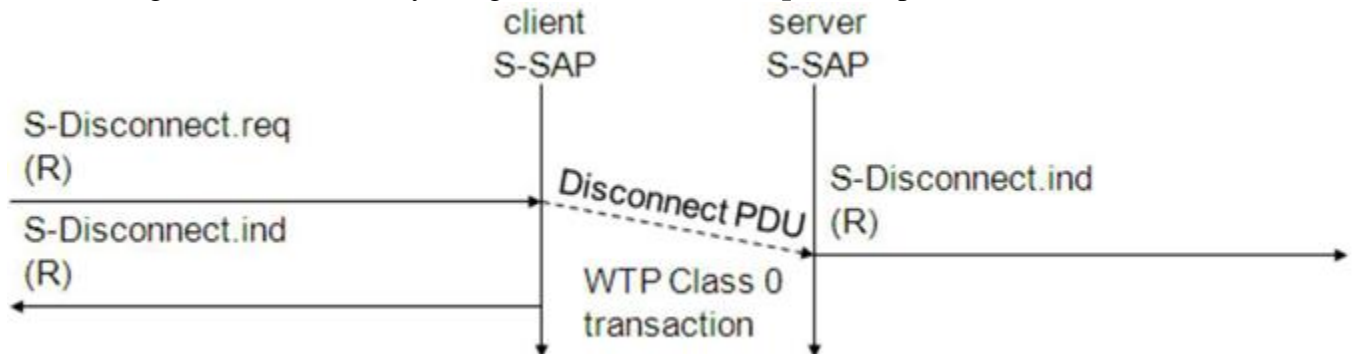 client
S-SAP
server
S-SAP
S-Disconnect.req
(R)
S-Disconnect.ind
(R)
Disconnect PDU
S-Disconnect.ind
(R)
WTP Class 0
transaction